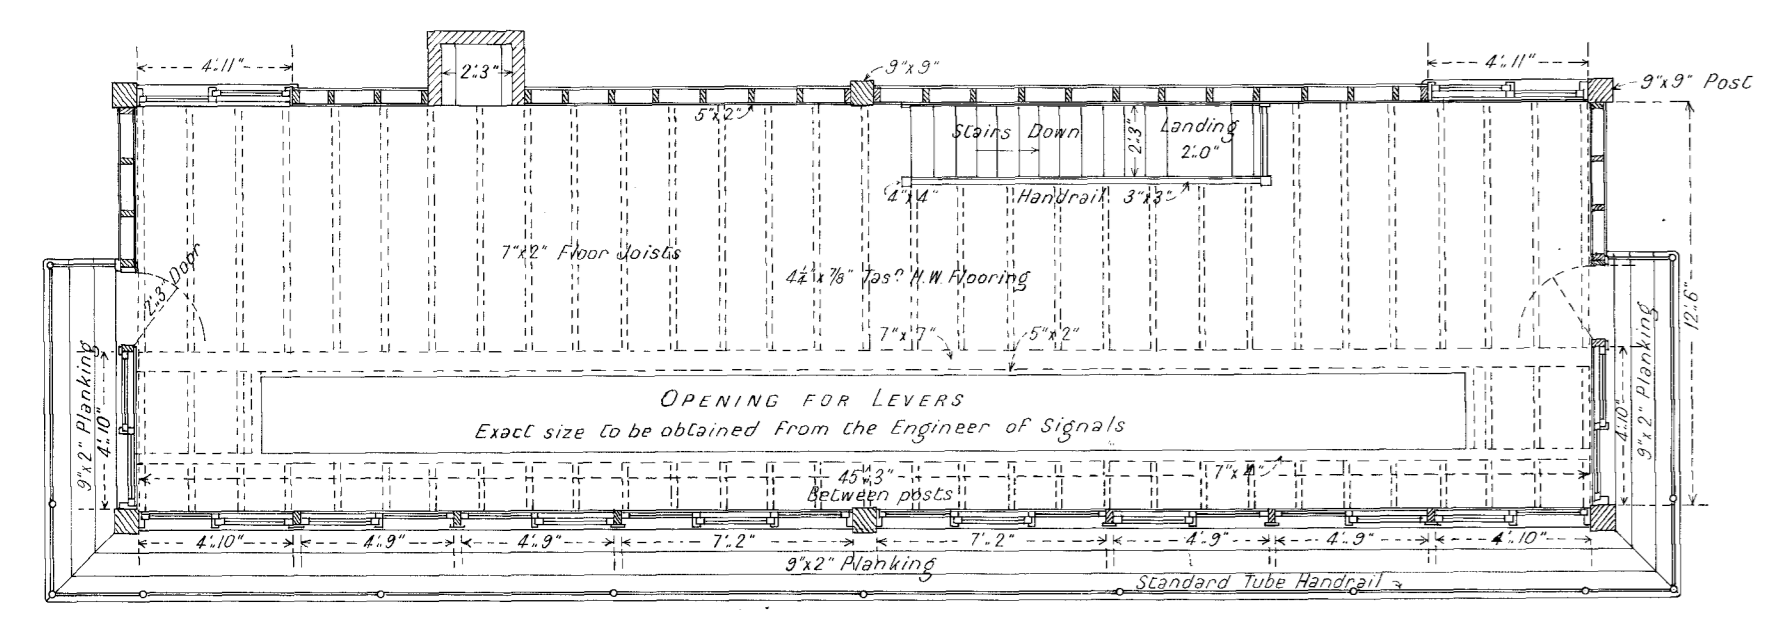 4'.11"
2'.3"
9"x9"
4'.11"
9"x9" Post
5"x2"
Stairs Down
2'.3"
Landing
2'.0"
4"x4"
Handrail 3"x3"
2'.3" Door
7"x2" Floor Joists
4¼"x⅞" Tasn H.W. Flooring
12'.6"
7"x7"
5"x2"
9"x2" Planking
4'.10"
OPENING FOR LEVERS
Exact size to be obtained from the Engineer of Signals
4'.10"
9"x2" Planking
45'.3"
Between posts
7"x4"
4'.10"
4'.9"
4'.9"
7'.2"
7'.2"
4'.9"
4'.9"
4'.10"
9"x2" Planking
Standard Tube Handrail